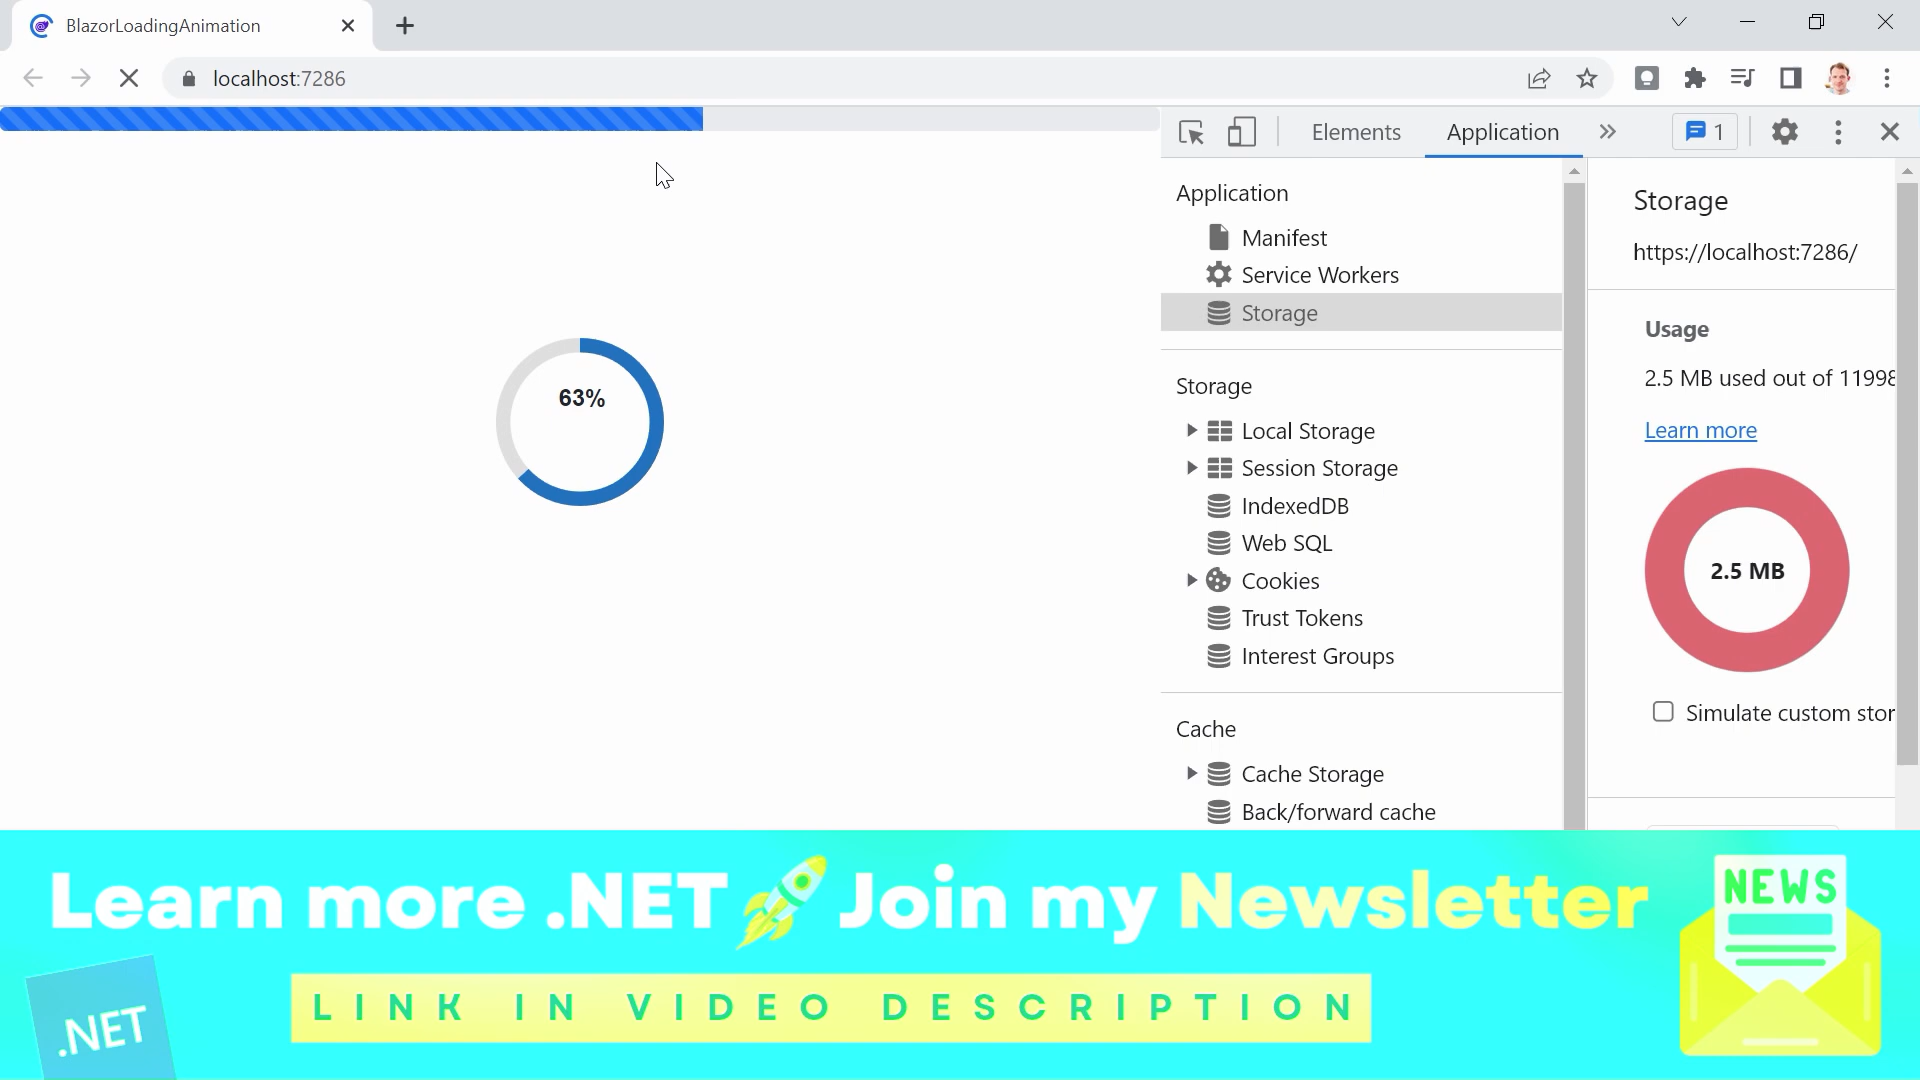 BlazorLoadingAnimation
localhost:7286
Elements
Application
1
Application
Manifest
Service Workers
Storage
Storage
Local Storage
Session Storage
IndexedDB
Web SQL
Cookies
Trust Tokens
Interest Groups
Cache
Cache Storage
Back/forward cache
Storage
https://localhost:7286/
Usage
2.5 MB used out of 11998
Learn more
2.5 MB
Simulate custom stor
63%
Learn more .NET Join my Newsletter
NEWS
LINK IN VIDEO DESCRIPTION
.NET